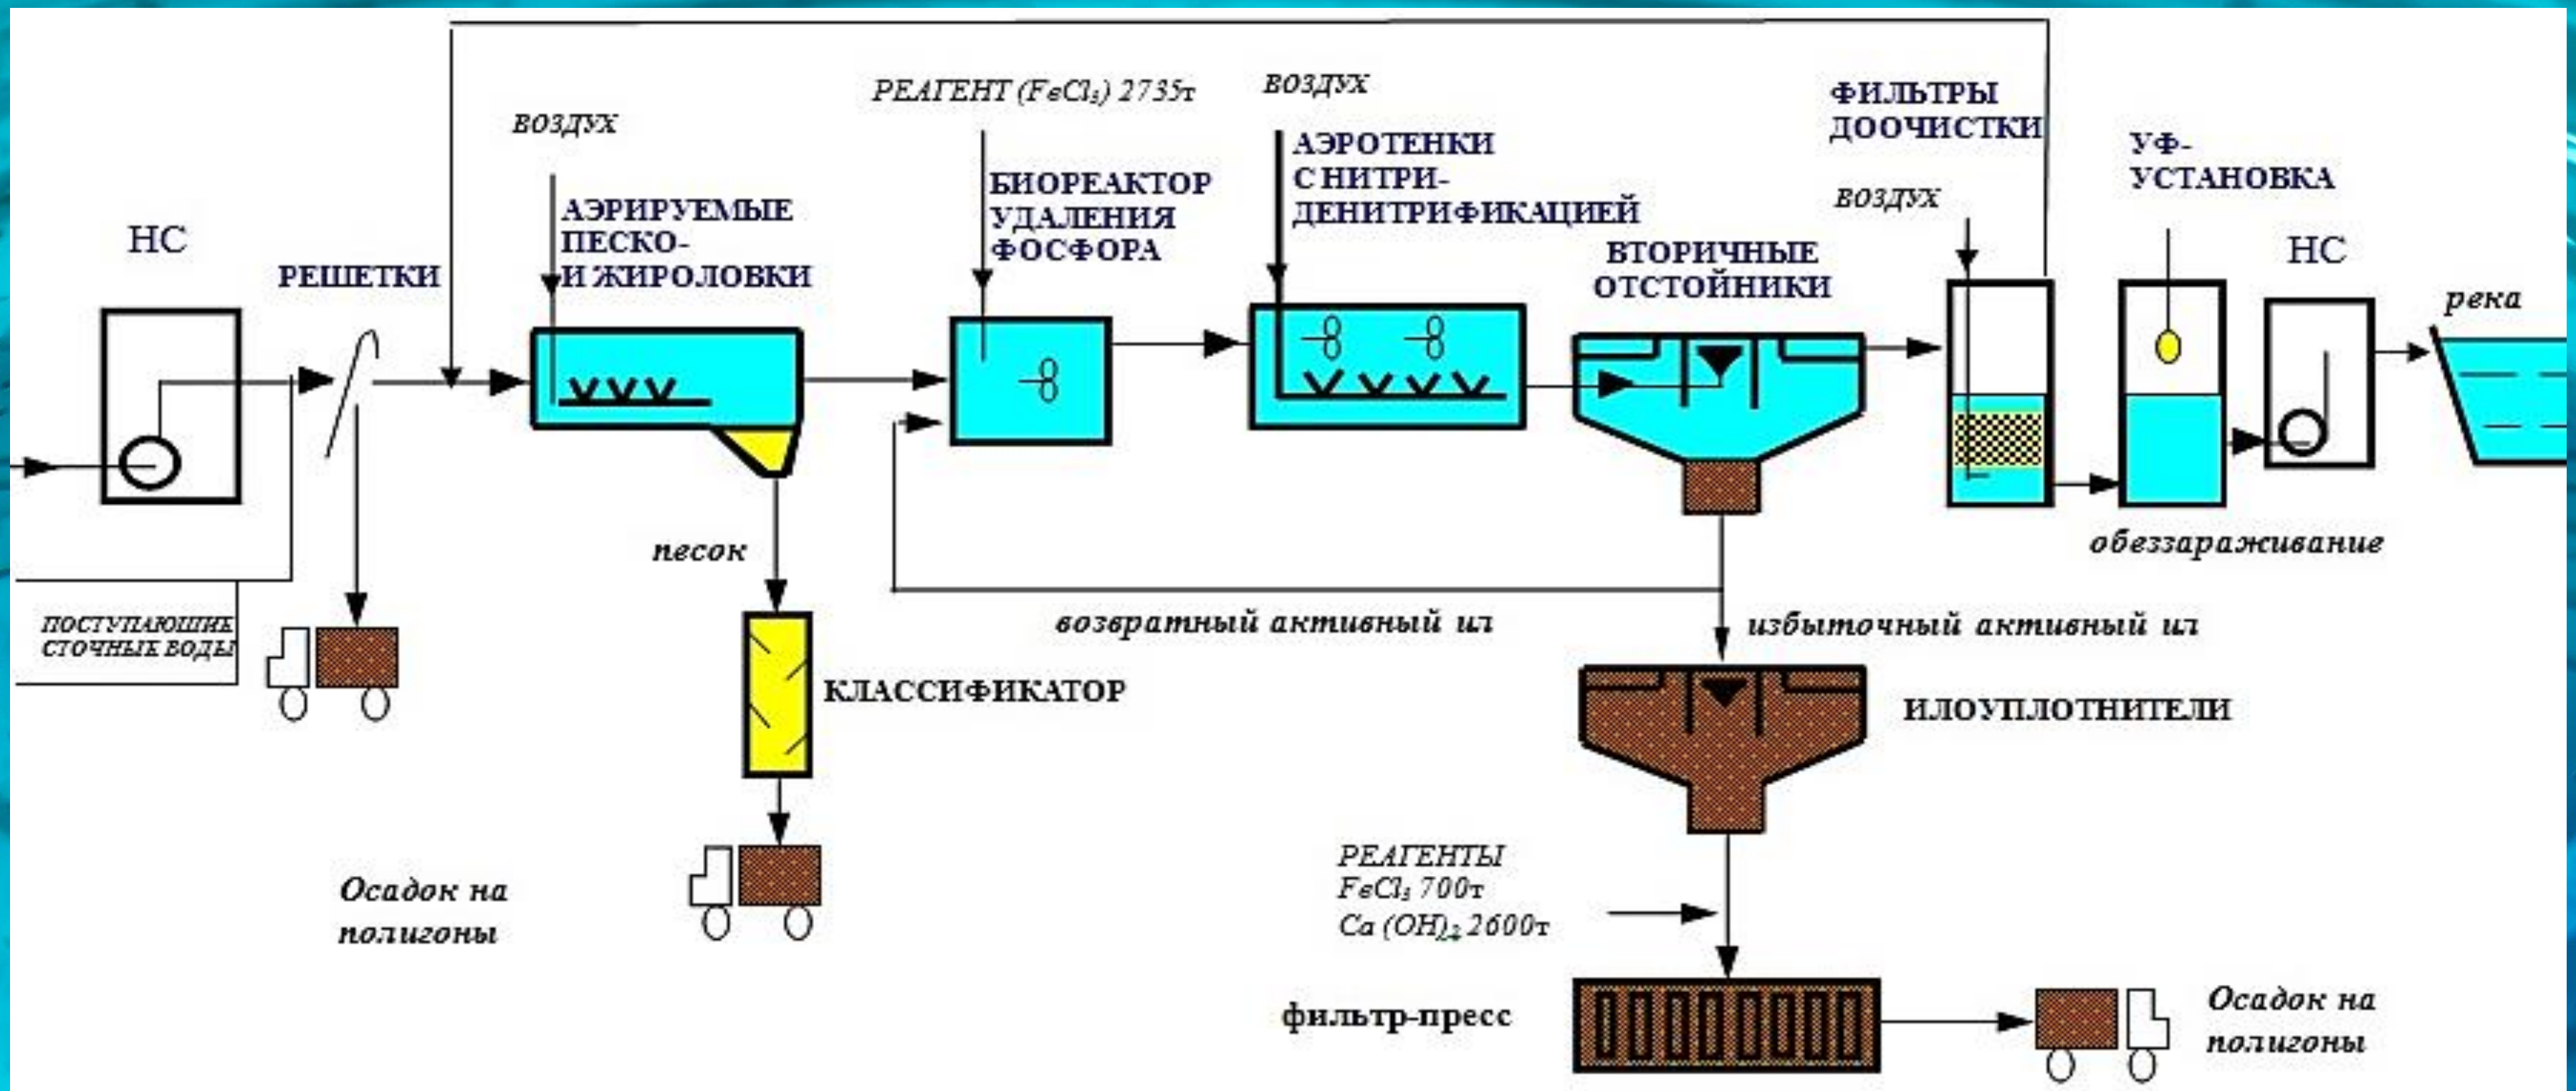 НС
РЕШЕТКИ
ВОЗДУХ
АЭРИРУЕМЫЕ
ПЕСКО-
И ЖИРОЛОВКИ
РЕАГЕНТ (FeCl₃) 2735т
БИОРЕАКТОР
УДАЛЕНИЯ
ФОСФОРА
ВОЗДУХ
АЭРОТЕНКИ
С НИТРИ-
ДЕНИТРИФИКАЦИЕЙ
ВТОРИЧНЫЕ
ОТСТОЙНИКИ
ФИЛЬТРЫ
ДООЧИСТКИ
ВОЗДУХ
УФ-
УСТАНОВКА
НС
река
обеззараживание
ПОСТУПАЮЩИЕ
СТОЧНЫЕ ВОДЫ
песок
возвратный активный ил
избыточный активный ил
КЛАССИФИКАТОР
ИЛОУПЛОТНИТЕЛИ
Осадок на
полигоны
РЕАГЕНТЫ
FeCl₃ 700т
Ca (OH)₂ 2600т
фильтр-пресс
Осадок на
полигоны